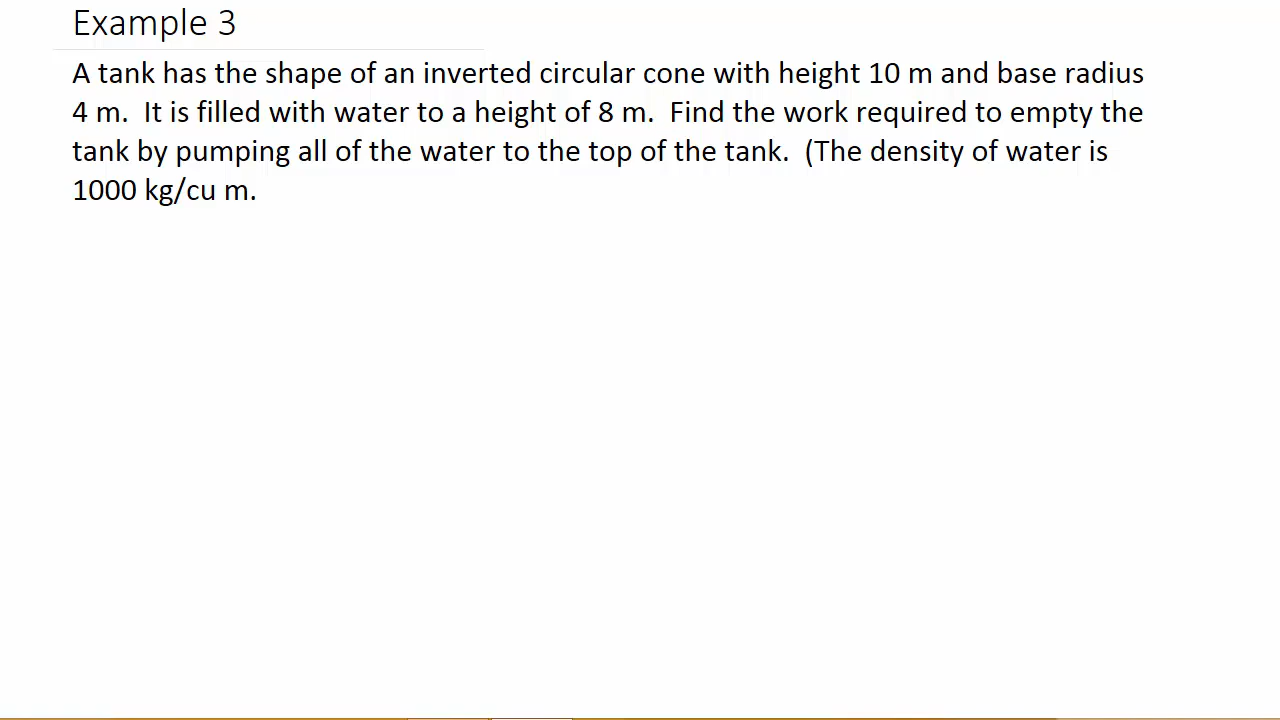 Example 3
A tank has the shape of an inverted circular cone with height 10 m and base radius
4 m.  It is filled with water to a height of 8 m.  Find the work required to empty the
tank by pumping all of the water to the top of the tank.  (The density of water is
1000 kg/cu m.